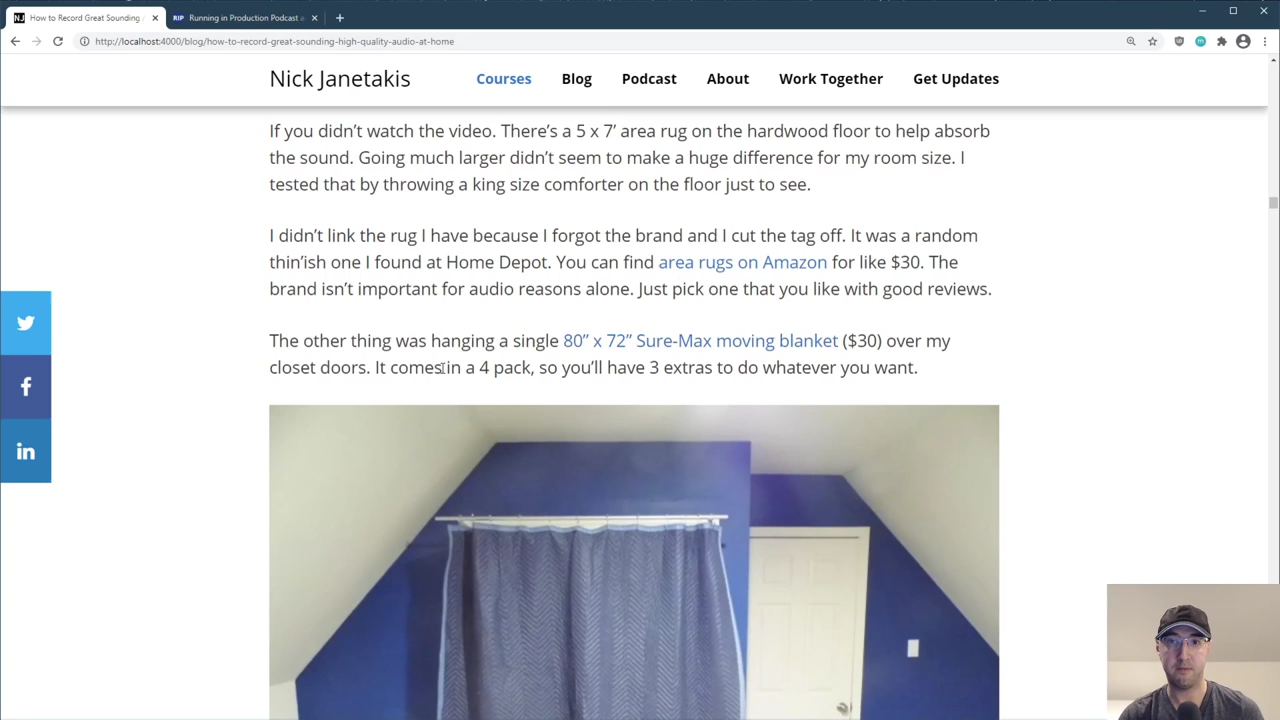 How to Record Great Sounding
Running in Production Podcast
http://localhost:4000/blog/how-to-record-great-sounding-high-quality-audio-at-home
Nick Janetakis
Courses
Blog
Podcast
About
Work Together
Get Updates
If you didn’t watch the video. There’s a 5 x 7’ area rug on the hardwood floor to help absorb
the sound. Going much larger didn’t seem to make a huge difference for my room size. I
tested that by throwing a king size comforter on the floor just to see.
I didn’t link the rug I have because I forgot the brand and I cut the tag off. It was a random
thin’ish one I found at Home Depot. You can find area rugs on Amazon for like $30. The
brand isn’t important for audio reasons alone. Just pick one that you like with good reviews.
The other thing was hanging a single 80” x 72” Sure-Max moving blanket ($30) over my
closet doors. It comes in a 4 pack, so you’ll have 3 extras to do whatever you want.